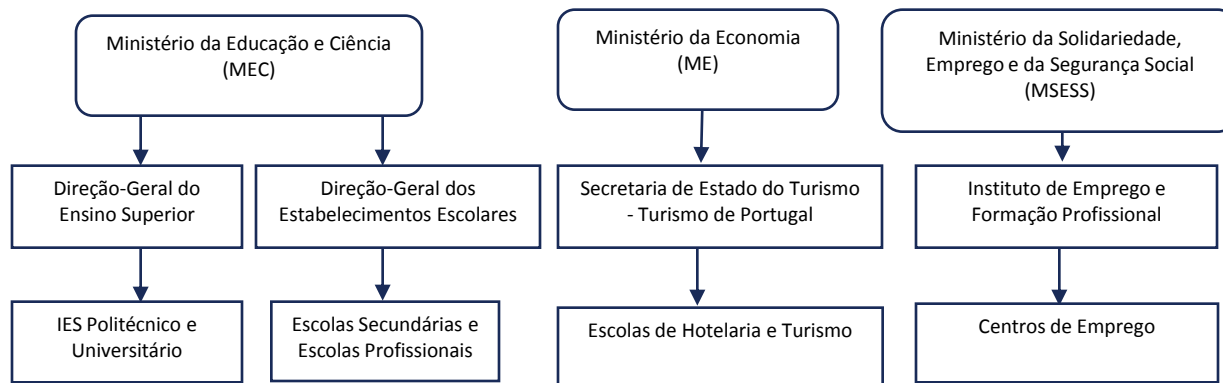 Ministério da Educação e Ciência
(MEC)
Ministério da Economia
(ME)
Ministério da Solidariedade,
Emprego e da Segurança Social
(MSESS)
Direção-Geral do
Ensino Superior
Direção-Geral dos
Estabelecimentos Escolares
Secretaria de Estado do Turismo
- Turismo de Portugal
Instituto de Emprego e
Formação Profissional
IES Politécnico e
Universitário
Escolas Secundárias e
Escolas Profissionais
Escolas de Hotelaria e Turismo
Centros de Emprego